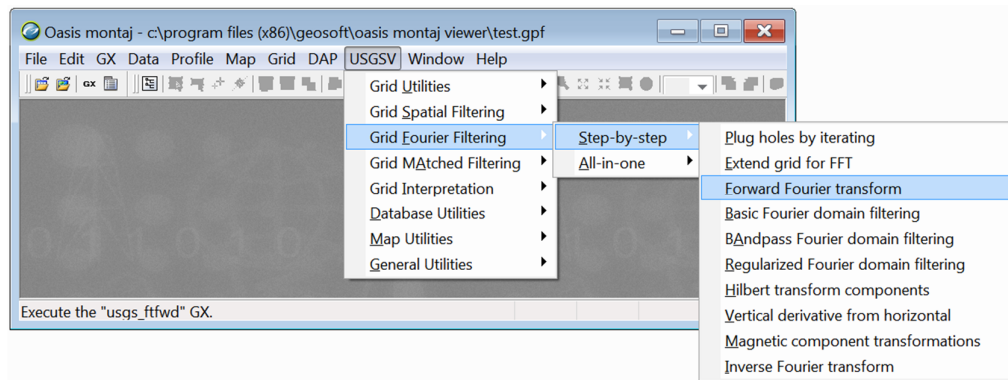 Oasis montaj - c:\program files (x86)\geosoft\oasis montaj viewer\test.gpf
File Edit GX Data Profile Map Grid DAP USGSV Window Help
GX
Grid Utilities
Grid Spatial Filtering
Grid Fourier Filtering
Grid MAtched Filtering
Grid Interpretation
Database Utilities
Map Utilities
General Utilities
Step-by-step
All-in-one
Plug holes by iterating
Extend grid for FFT
Forward Fourier transform
Basic Fourier domain filtering
BAndpass Fourier domain filtering
Regularized Fourier domain filtering
Hilbert transform components
Vertical derivative from horizontal
Magnetic component transformations
Inverse Fourier transform
Execute the "usgs_ftfwd" GX.